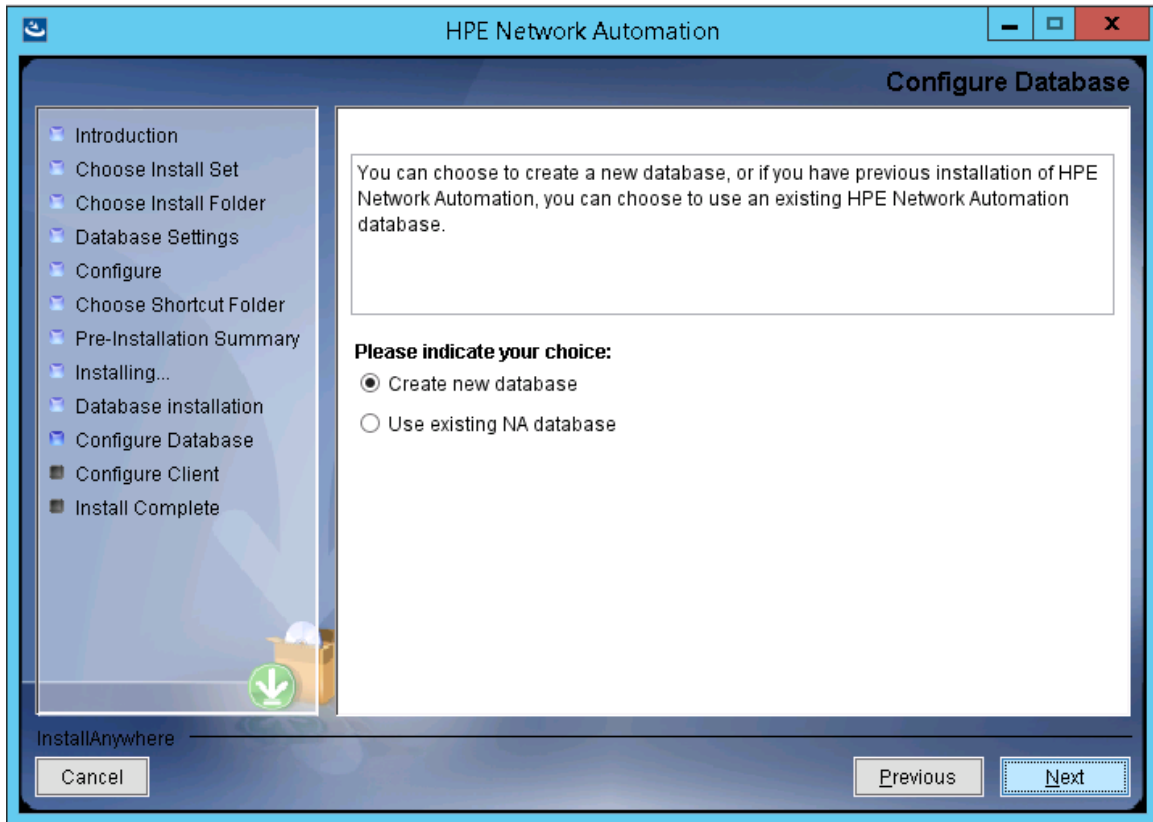 HPE Network Automation
Configure Database
Introduction
Choose Install Set
Choose Install Folder
Database Settings
Configure
Choose Shortcut Folder
Pre-Installation Summary
Installing...
Database installation
Configure Database
Configure Client
Install Complete
You can choose to create a new database, or if you have previous installation of HPE
Network Automation, you can choose to use an existing HPE Network Automation
database.
Please indicate your choice:
Create new database
Use existing NA database
InstallAnywhere
Cancel
Previous
Next